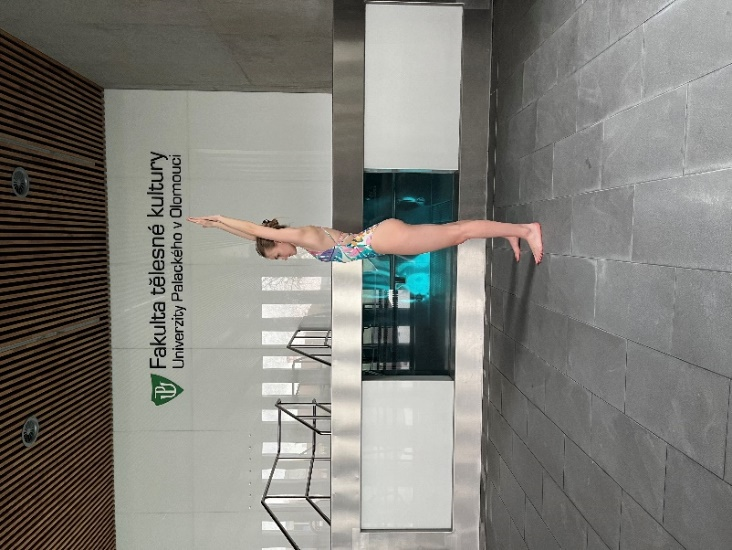 Fakulta tělesné kultury
Univerzity Palackého v Olomouci